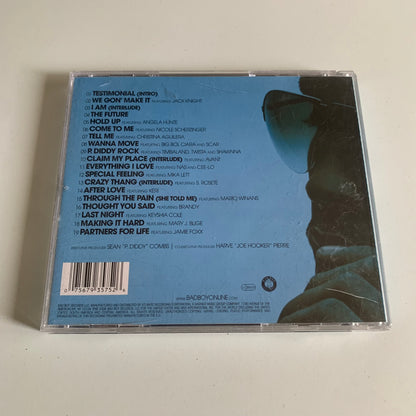 01 TESTIMONIAL (INTRO)
02 WE GON' MAKE IT FEATURING JACK KNIGHT
03 I AM (INTERLUDE)
04 THE FUTURE
05 HOLD UP FEATURING ANGELA HUNTE
06 COME TO ME FEATURING NICOLE SCHERZINGER
07 TELL ME FEATURING CHRISTINA AGUILERA
08 WANNA MOVE FEATURING BIG BOI, CIARA AND SCAR
09 P. DIDDY ROCK FEATURING TIMBALAND, TWISTA AND SHAWNNA
10 CLAIM MY PLACE (INTERLUDE) FEATURING AVANT
11 EVERYTHING I LOVE FEATURING NAS AND CEE-LO
12 SPECIAL FEELING FEATURING MIKA LETT
13 CRAZY THANG (INTERLUDE) FEATURING S. ROSETE
14 AFTER LOVE FEATURING KERI
15 THROUGH THE PAIN (SHE TOLD ME) FEATURING MARIO WINANS
16 THOUGHT YOU SAID FEATURING BRANDY
17 LAST NIGHT FEATURING KEYSHIA COLE
18 MAKING IT HARD FEATURING MARY J. BLIGE
19 PARTNERS FOR LIFE FEATURING JAMIE FOXX
EXECUTIVE PRODUCER SEAN "P. DIDDY" COMBS | CO-EXECUTIVE PRODUCER HARVE "JOE HOOKER" PIERRE
0 75679 35752 6
WWW.BADBOYONLINE.COM